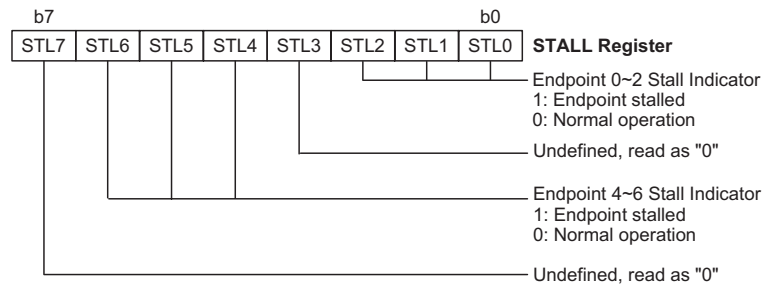 b7 b0
STL7 STL6 STL5 STL4 STL3 STL2 STL1 STL0 STALL Register
Endpoint 0~2 Stall Indicator
1: Endpoint stalled
0: Normal operation
Undefined, read as "0"
Endpoint 4~6 Stall Indicator
1: Endpoint stalled
0: Normal operation
Undefined, read as "0"